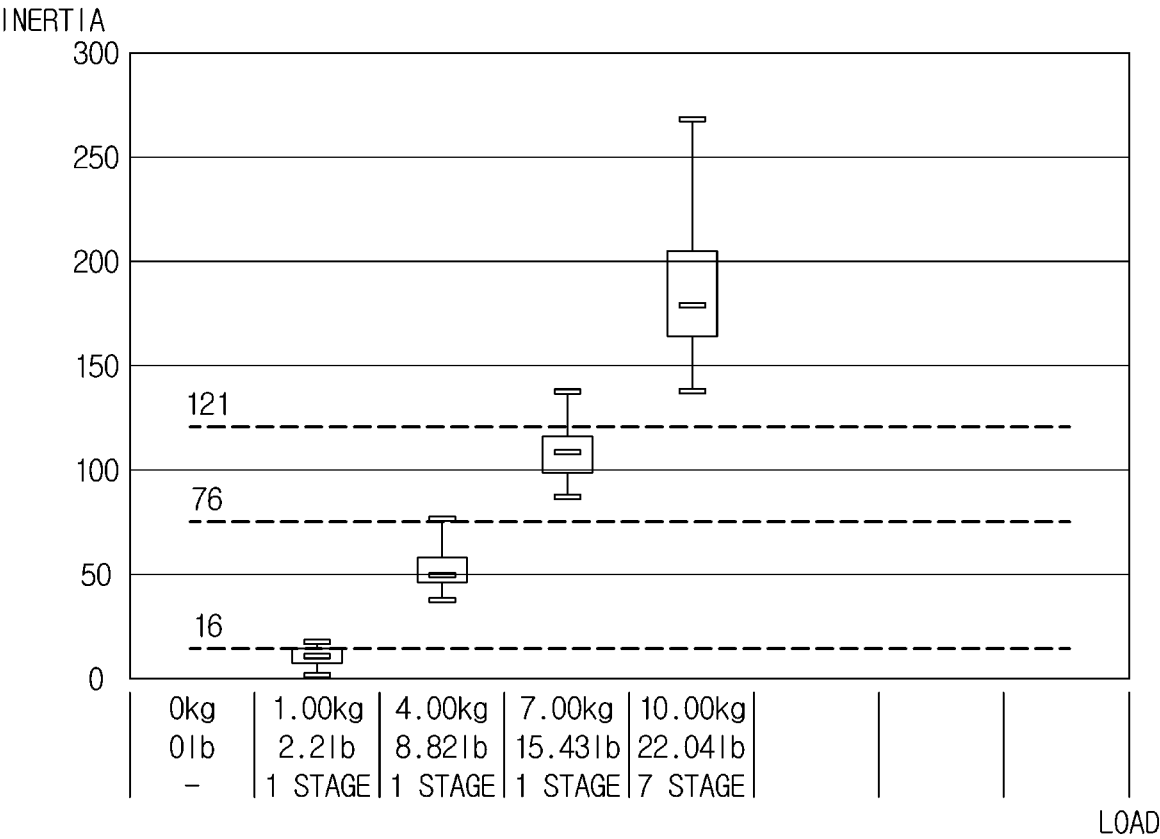 INERTIA
300
250
200
150
121
100
76
50
16
0
0kg 1.00kg 4.00kg 7.00kg 10.00kg
0lb 2.2lb 8.82lb 15.43lb 22.04lb
- 1 STAGE 1 STAGE 1 STAGE 7 STAGE
LOAD